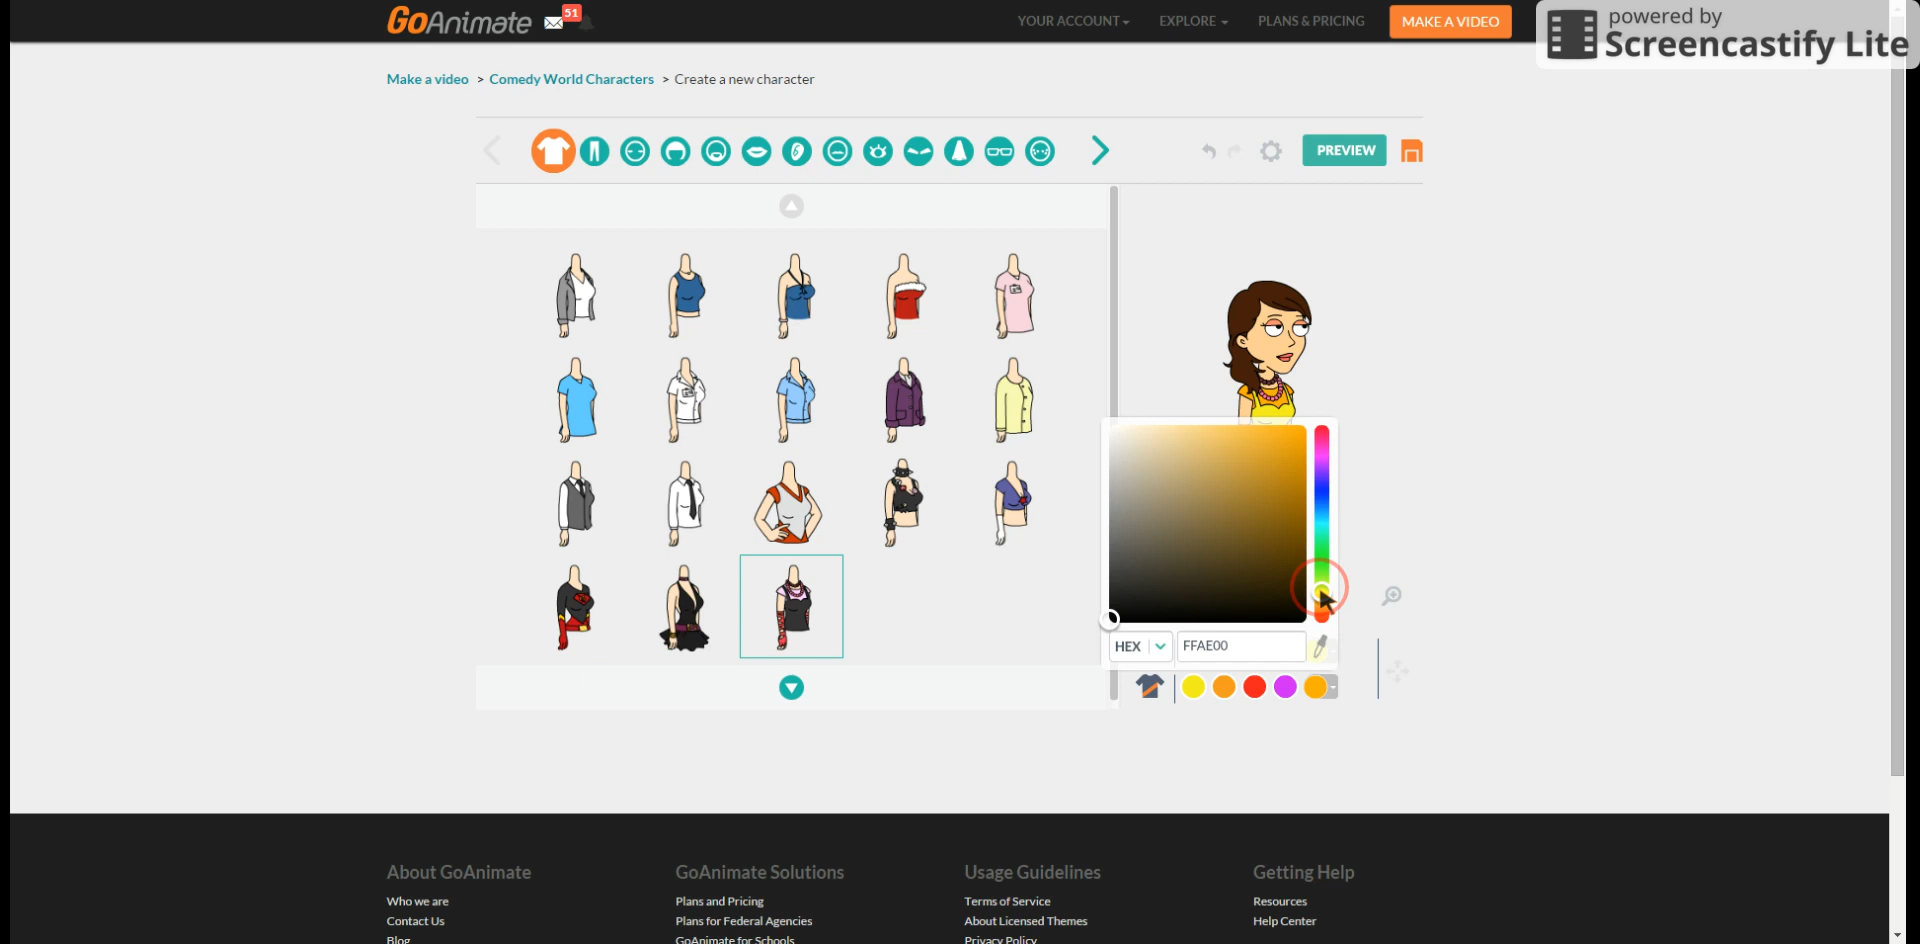 GoAnimate 51
YOUR ACCOUNT EXPLORE PLANS & PRICING MAKE A VIDEO
powered by
Screencastify Lite
Make a video > Comedy World Characters > Create a new character
PREVIEW
HEX FFAE00
About GoAnimate GoAnimate Solutions Usage Guidelines Getting Help
Who we are Plans and Pricing Terms of Service Resources
Contact Us Plans for Federal Agencies About Licensed Themes Help Center
Blog GoAnimate for Schools Privacy Policy